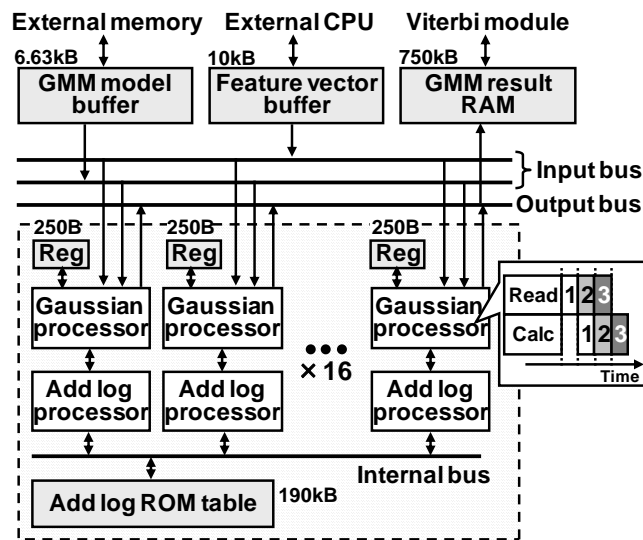 External memory
External CPU
Viterbi module
6.63kB
10kB
750kB
GMM model
buffer
Feature vector
buffer
GMM result
RAM
Input bus
Output bus
250B
250B
250B
Reg
Reg
Reg
Gaussian
processor
Gaussian
processor
Gaussian
processor
Read 1 2 3
Calc 1 2 3
Time
••• 
× 16
Add log
processor
Add log
processor
Add log
processor
Internal bus
Add log ROM table
190kB